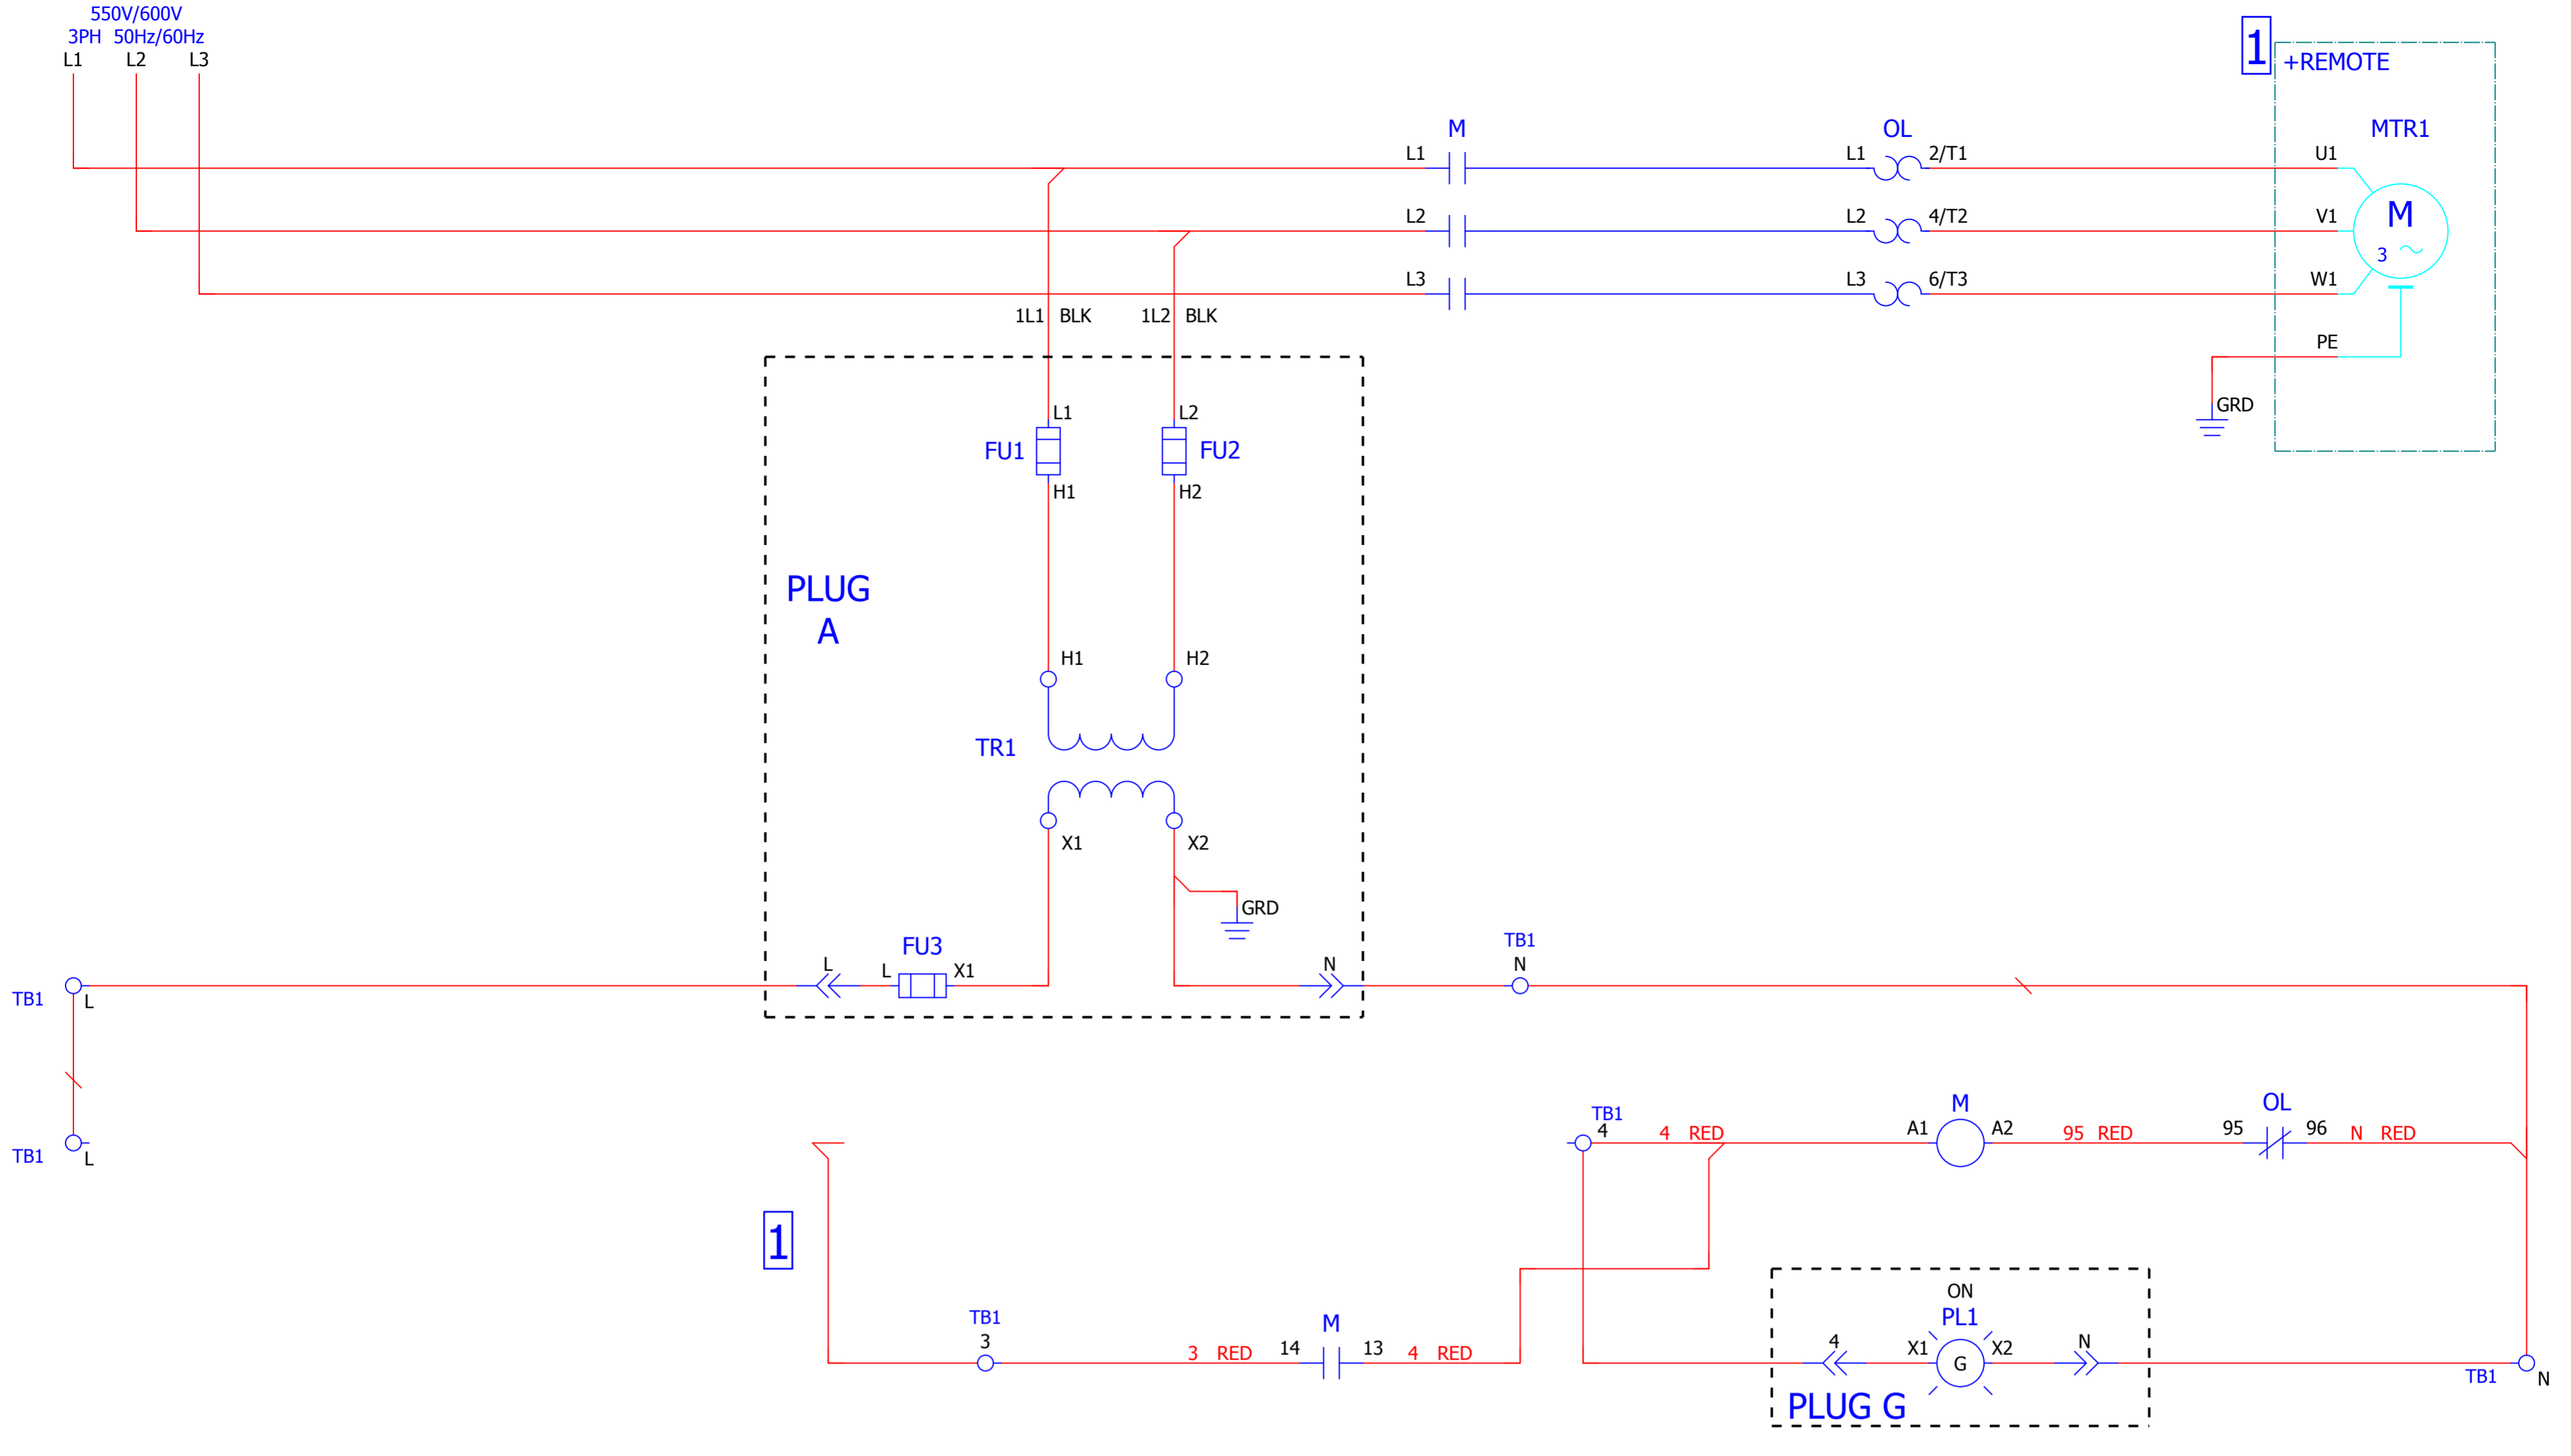 550V/600V
3PH 50Hz/60Hz
L1 L2 L3
1
+REMOTE
M OL MTR1
L1 L1 2/T1 U1
L2 L2 4/T2 V1
M
3
L3 L3 6/T3 W1
1L1 BLK 1L2 BLK
PE
GRD
L1 L2
FU1 FU2
H1 H2
PLUG
A
H1 H2
TR1
X1 X2
GRD
FU3 TB1
L L X1 N N
TB1 L
TB1 L
TB1
4 4 RED
M
A1 A2
95 RED
OL
95 96
N RED
1
ON
TB1 M PL1
3 3 RED 14 13 4 RED
4 X1 G X2 N
TB1 N
PLUG G